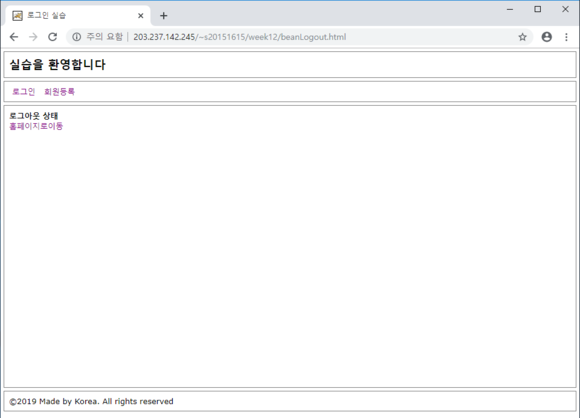 로그인 실습
주의 요함 | 203.237.142.245/~s20151615/week12/beanLogout.html
실습을 환영합니다
로그인 회원등록
로그아웃 상태
홈페이지로이동
©2019 Made by Korea. All rights reserved